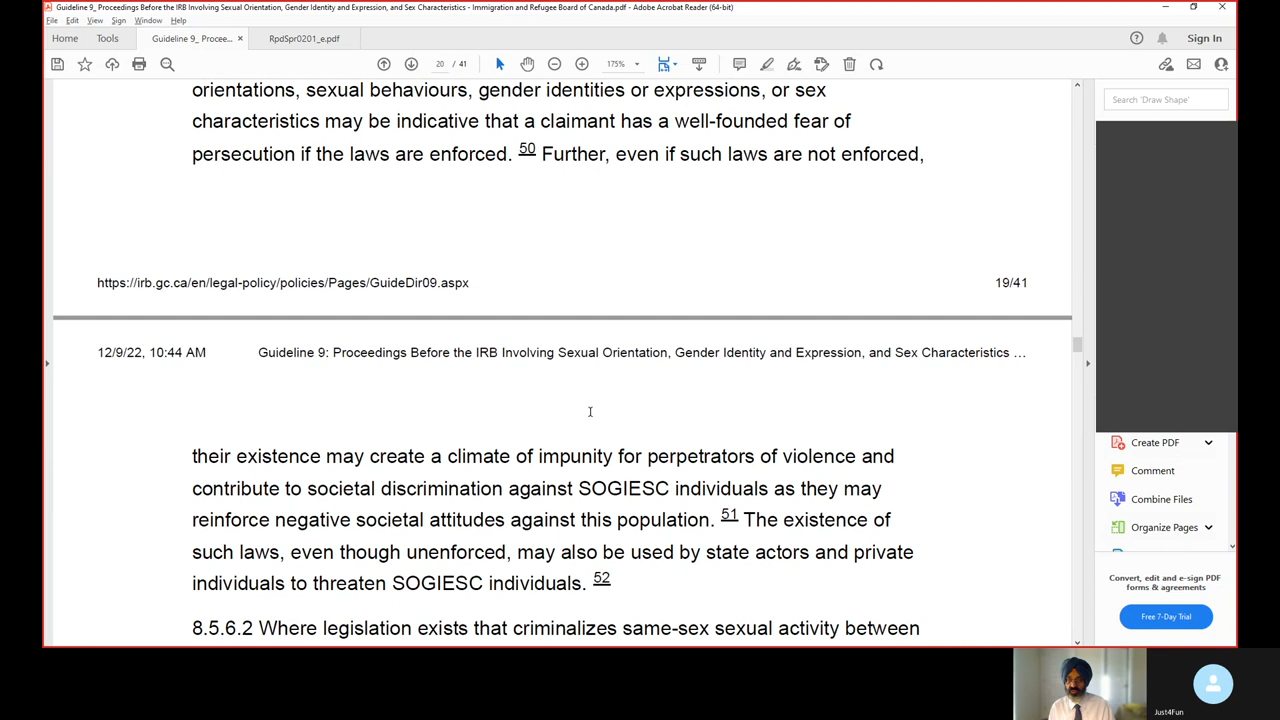 Guideline 9_ Proceedings Before the IRB Involving Sexual Orientation, Gender Identity and Expression, and Sex Characteristics - Immigration and Refugee Board of Canada.pdf - Adobe Acrobat Reader (64-bit)
File Edit View Sign Window Help
Home Tools Guideline 9_ Procee... × RpdSpr0201_e.pdf Sign In
20 / 41 175%
Search 'Draw Shape'
orientations, sexual behaviours, gender identities or expressions, or sex
characteristics may be indicative that a claimant has a well-founded fear of
persecution if the laws are enforced. 50 Further, even if such laws are not enforced,
https://irb.gc.ca/en/legal-policy/policies/Pages/GuideDir09.aspx 19/41
12/9/22, 10:44 AM Guideline 9: Proceedings Before the IRB Involving Sexual Orientation, Gender Identity and Expression, and Sex Characteristics …
their existence may create a climate of impunity for perpetrators of violence and
contribute to societal discrimination against SOGIESC individuals as they may
reinforce negative societal attitudes against this population. 51 The existence of
such laws, even though unenforced, may also be used by state actors and private
individuals to threaten SOGIESC individuals. 52
8.5.6.2 Where legislation exists that criminalizes same-sex sexual activity between
Create PDF
Comment
Combine Files
Organize Pages
Convert, edit and e-sign PDF
forms & agreements
Free 7-Day Trial
Just4Fun